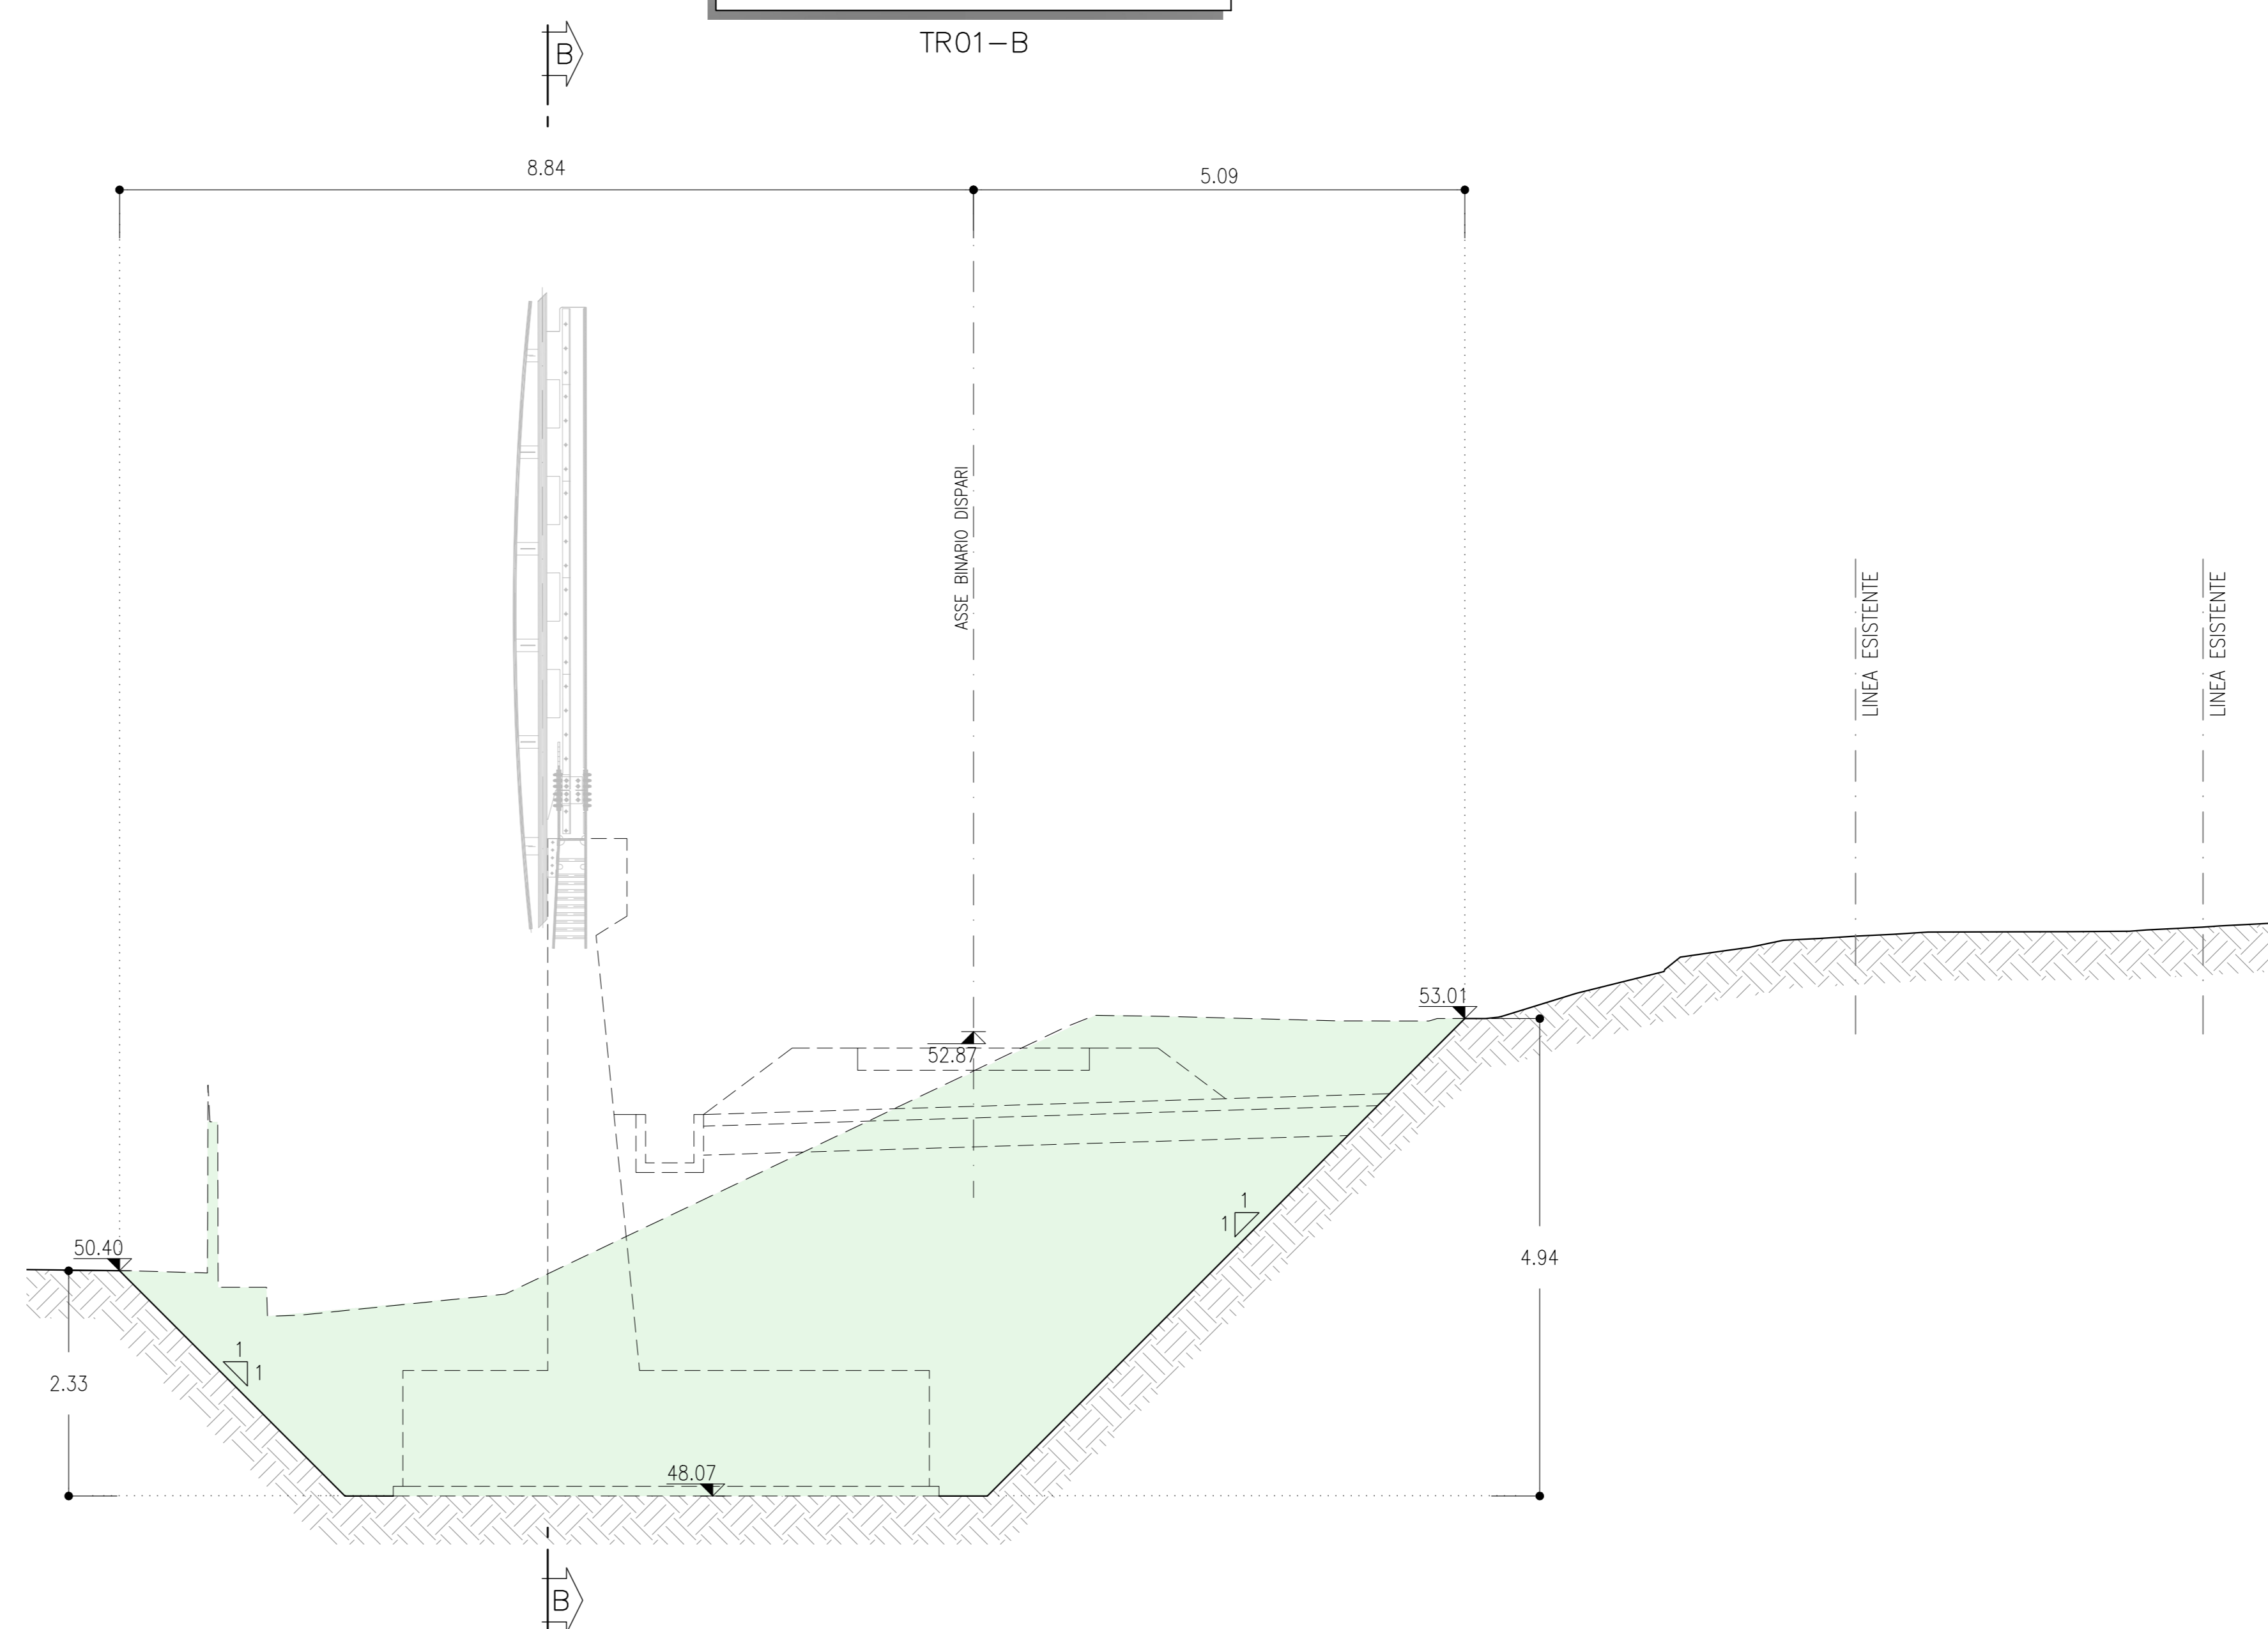 TR01-B
B
8.84
5.09
ASSE BINARIO DISPARI
LINEA ESISTENTE
LINEA ESISTENTE
53.01
52.87
1
1
50.40
4.94
1
1
2.33
48.07
B